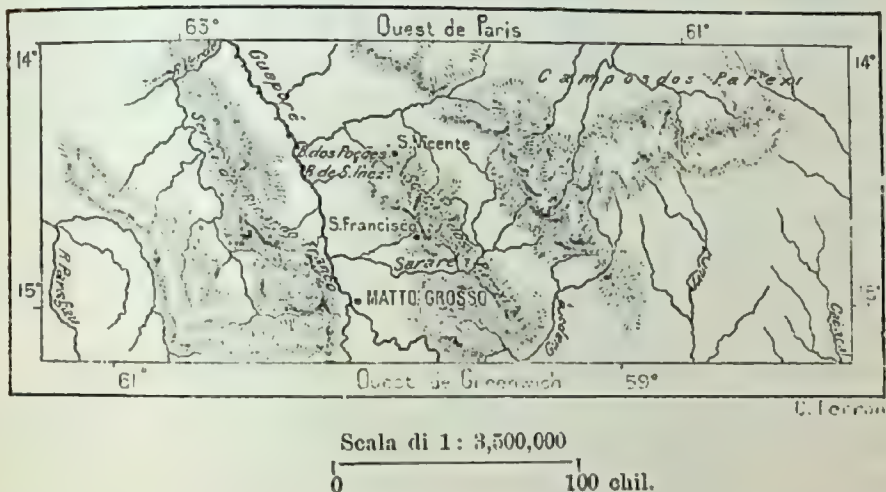 63° Ouest de Paris 61°
14° 14°
Guaporé
Campos dos Parexi
S. Vicente
B. dos Poções
R. de S. Inez
S. Francisco
Sararé
15°
MATTO GROSSO
Guaporé
61° Ouest de Greenwich 59°
Scala di 1: 3,500,000
0 100 chil.